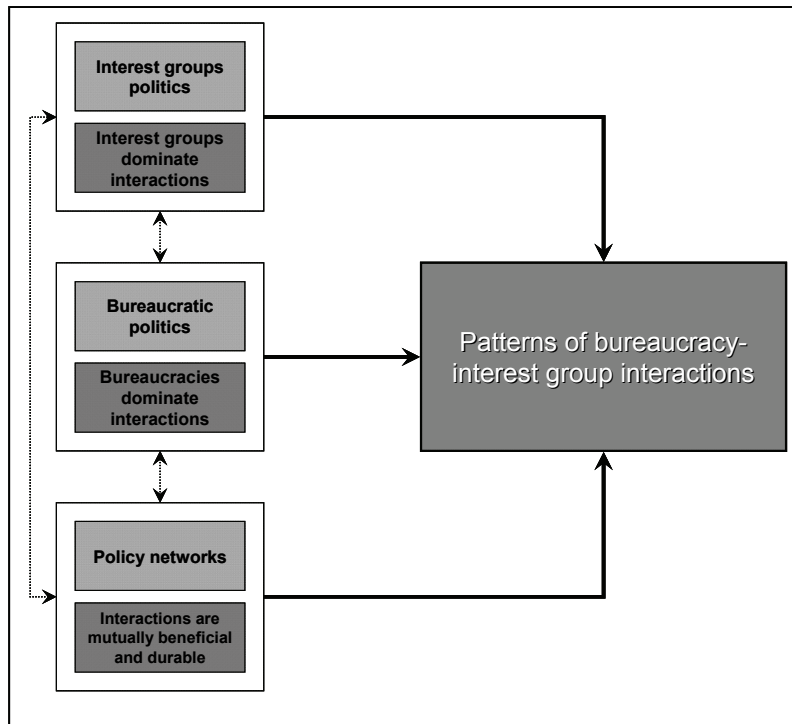 Interest groups
politics
Interest groups
dominate
interactions
Bureaucratic
politics
Bureaucracies
dominate
interactions
Patterns of bureaucracy-
interest group interactions
Policy networks
Interactions are
mutually beneficial
and durable